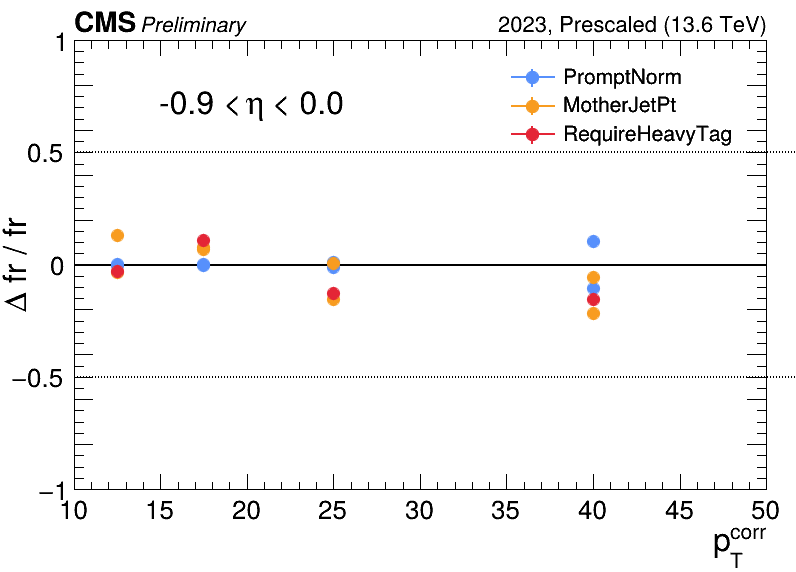 CMS Preliminary 2023, Prescaled (13.6 TeV)
1
-0.9 < η < 0.0
PromptNorm
MotherJetPt
RequireHeavyTag
0.5
0
−0.5
−1
Δ fr / fr
10 15 20 25 30 35 40 45 50
p_T^corr